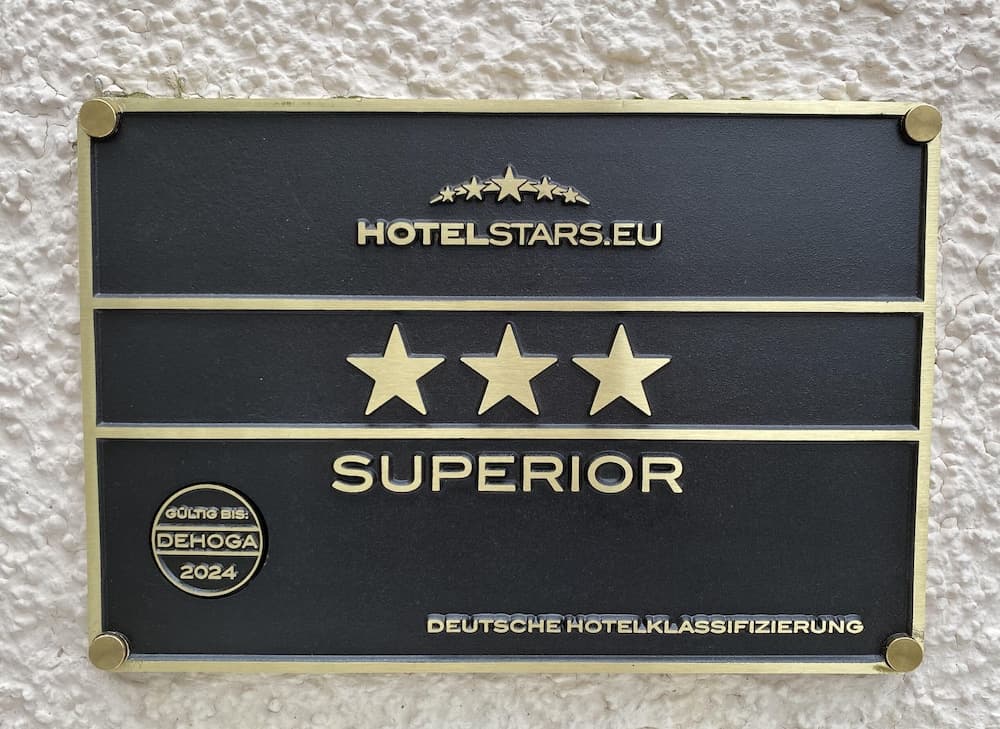 HOTELSTARS.EU
SUPERIOR
GÜLTIG BIS:
DEHOGA
2024
DEUTSCHE HOTELKLASSIFIZIERUNG